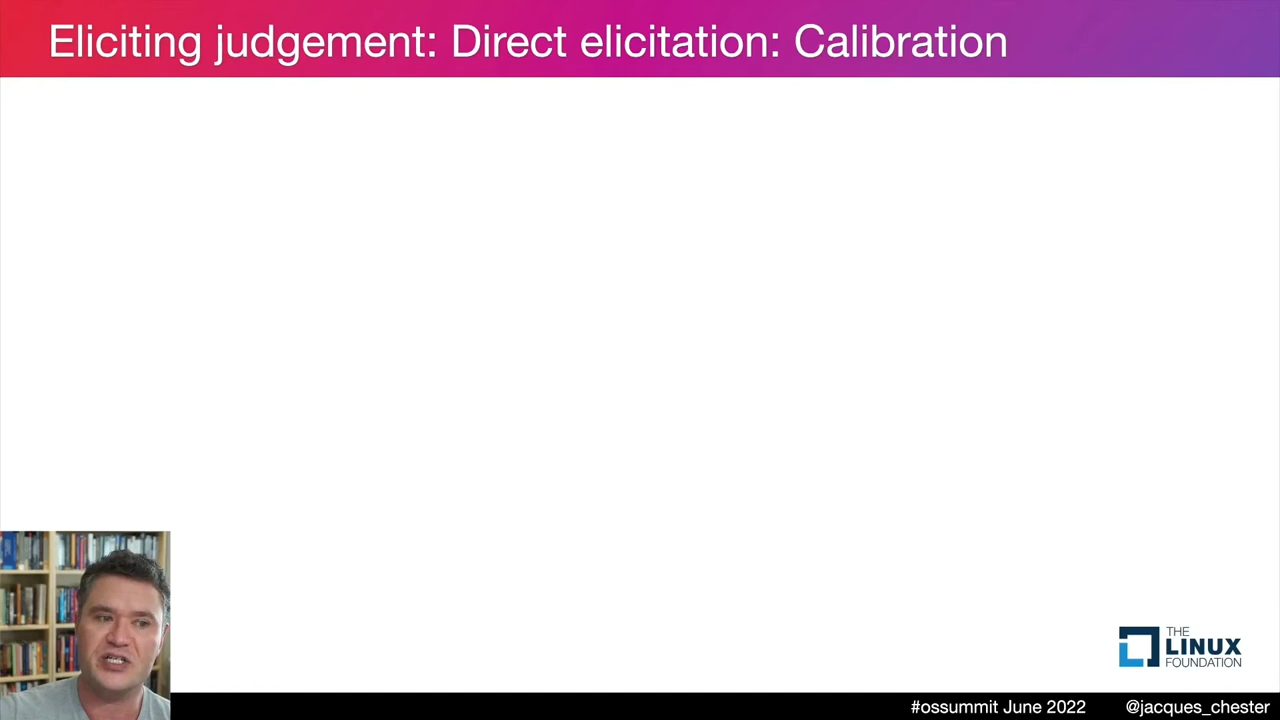 Eliciting judgement: Direct elicitation: Calibration
THE
LINUX
FOUNDATION
#ossummit June 2022
@jacques_chester